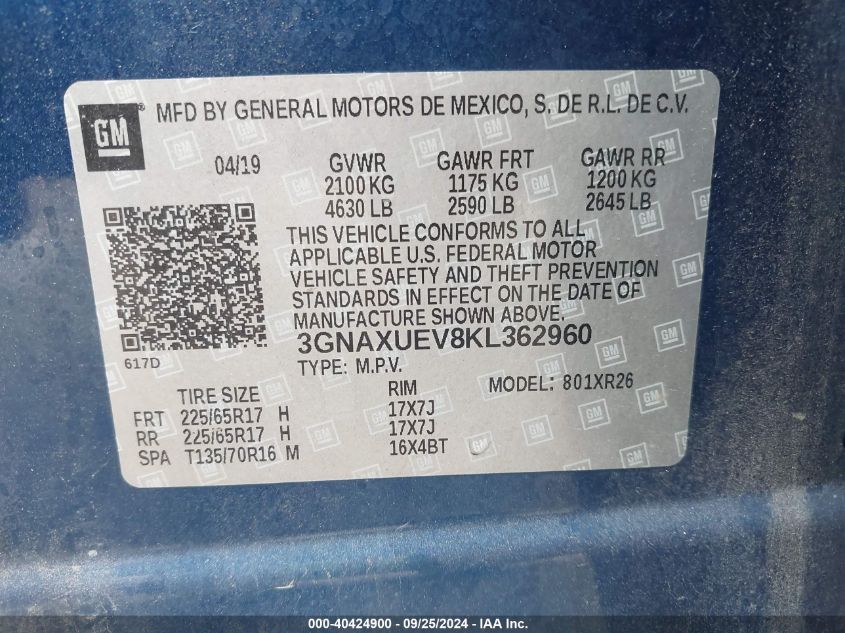 GM ® MFD BY GENERAL MOTORS DE MEXICO, S. DE R.L. DE C.V.
04/19 GVWR GAWR FRT GAWR RR
2100 KG 1175 KG 1200 KG
4630 LB 2590 LB 2645 LB
THIS VEHICLE CONFORMS TO ALL
APPLICABLE U.S. FEDERAL MOTOR
VEHICLE SAFETY AND THEFT PREVENTION
STANDARDS IN EFFECT ON THE DATE OF
MANUFACTURE SHOWN ABOVE.
3GNAXUEV8KL362960
617D TYPE: M.P.V.
TIRE SIZE RIM MODEL: 801XR26
FRT 225/65R17 H 17X7J
RR 225/65R17 H 17X7J
SPA T135/70R16 M 16X4BT
000-40424900 - 09/25/2024 - IAA Inc.